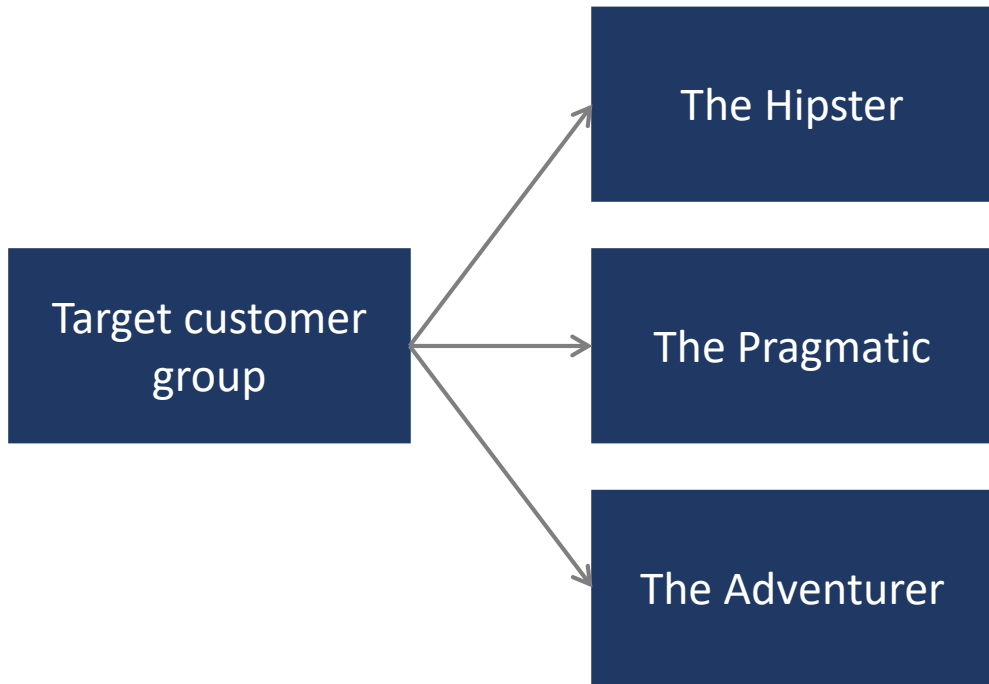 The Hipster
Target customer
group
The Pragmatic
The Adventurer